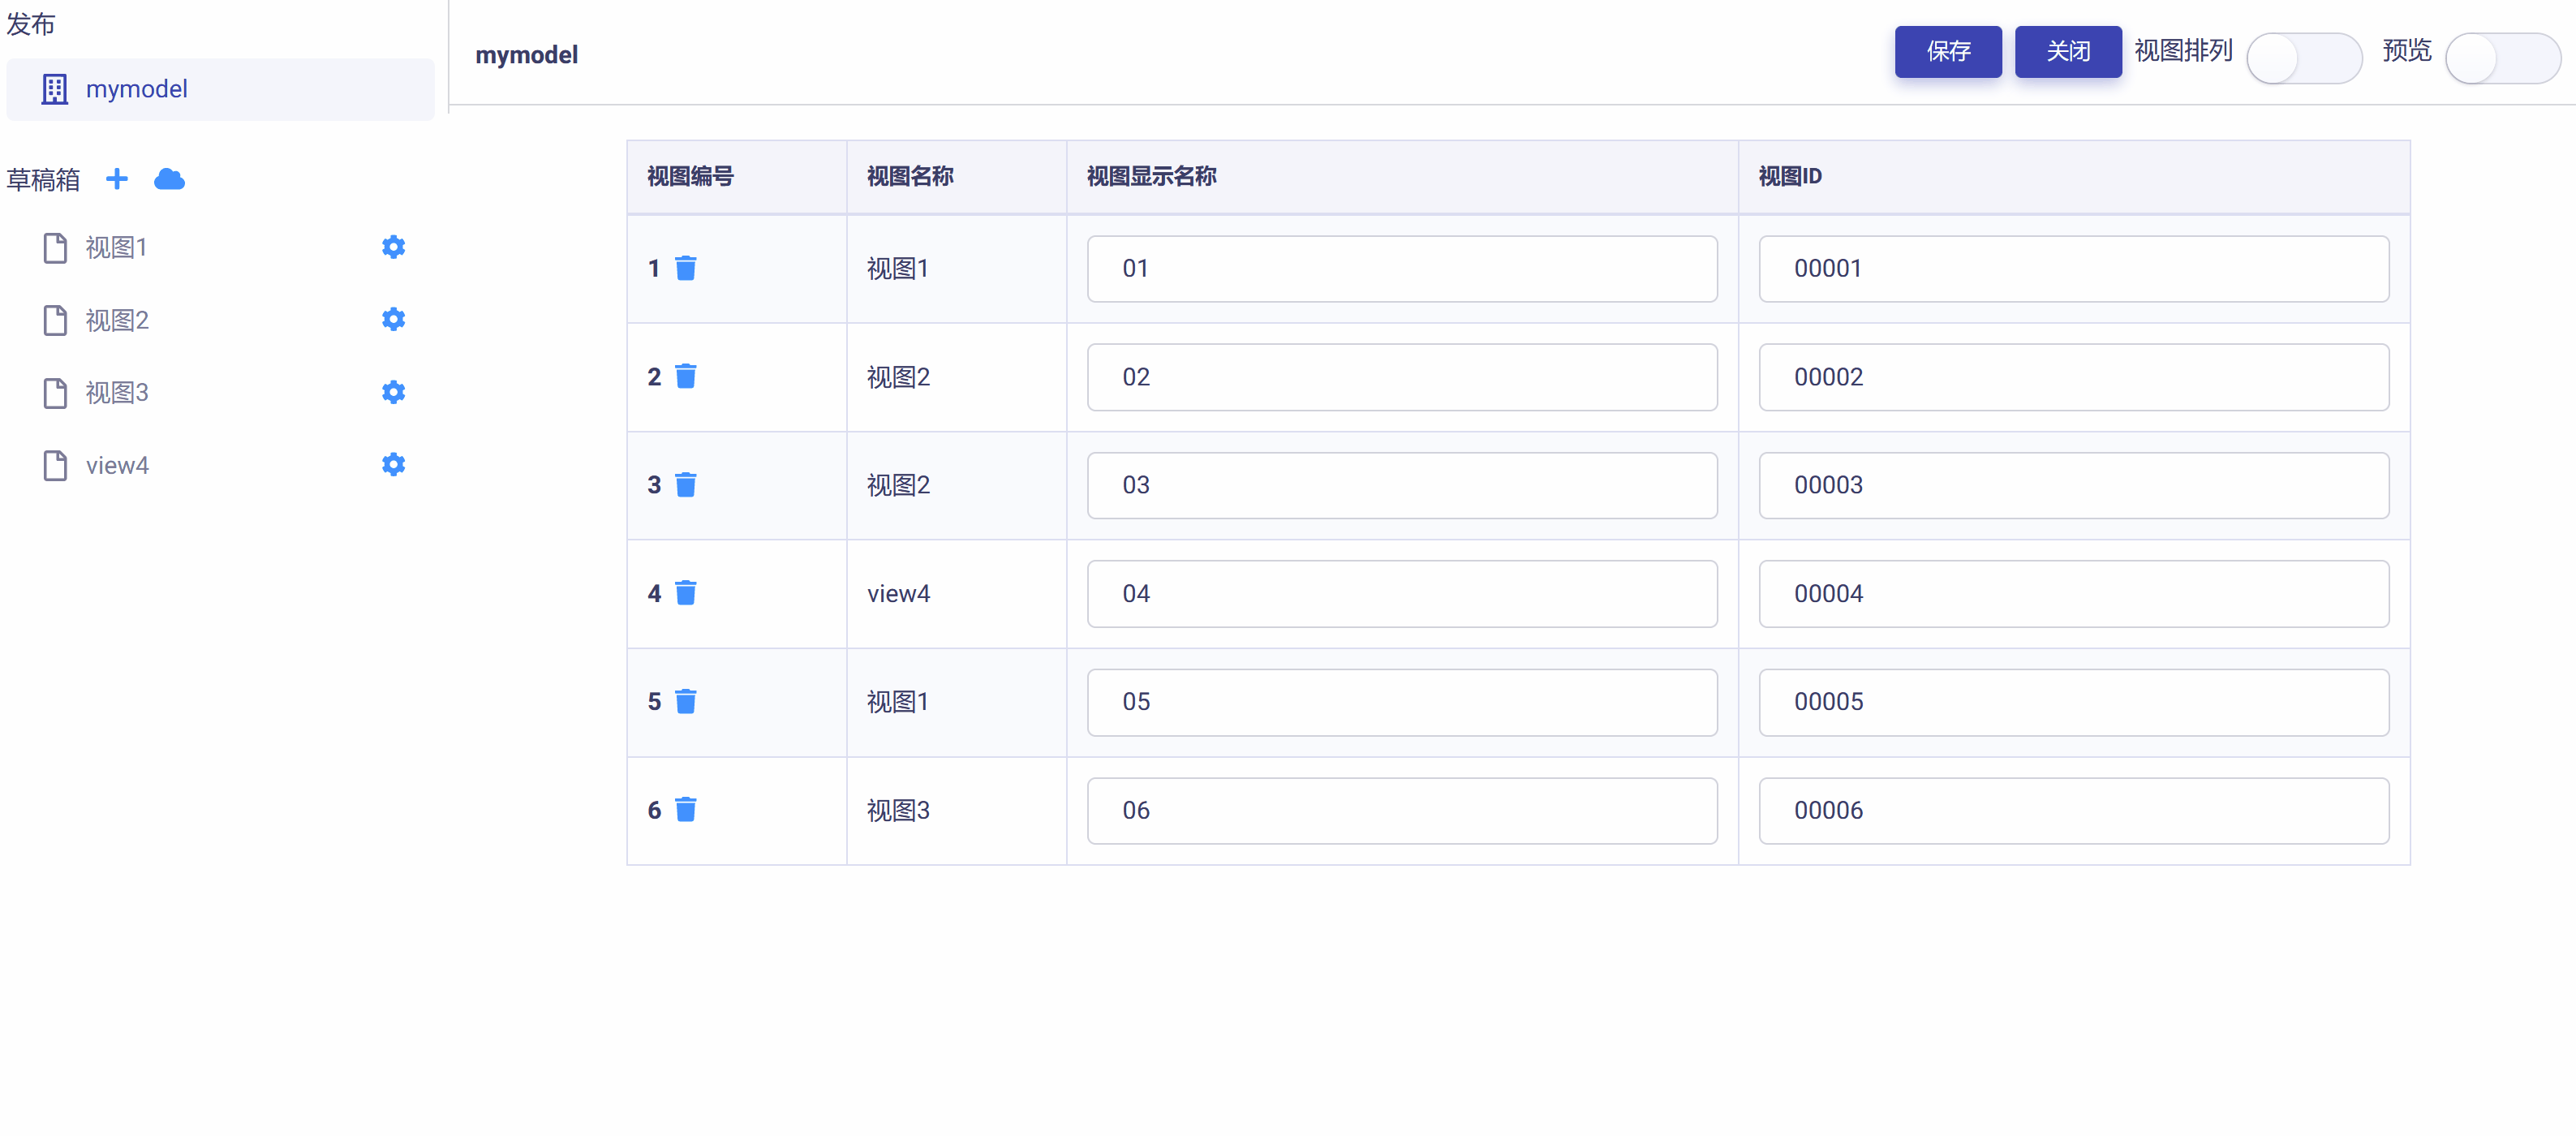 发布
mymodel
草稿箱
视图1
视图2
视图3
view4
mymodel
保存 关闭 视图排列 预览
视图编号 视图名称 视图显示名称 视图ID
1 视图1 01 00001
2 视图2 02 00002
3 视图2 03 00003
4 view4 04 00004
5 视图1 05 00005
6 视图3 06 00006